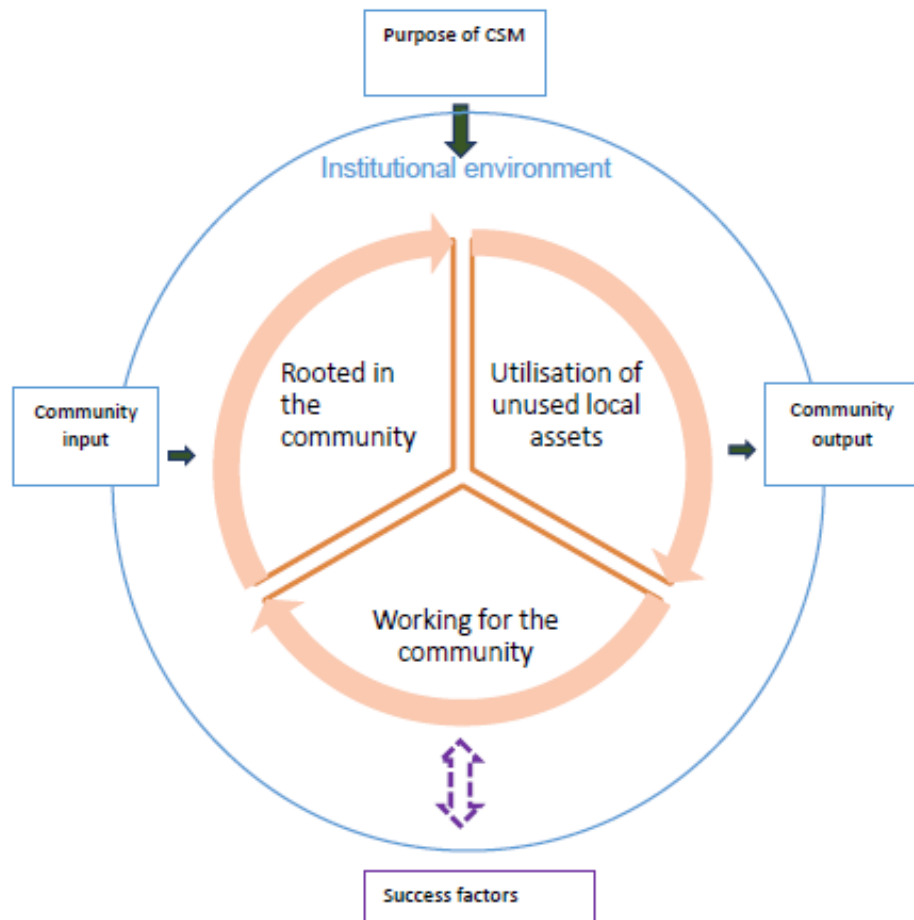 Purpose of CSM
Institutional environment
Rooted in
the
community
Utilisation of
unused local
assets
Community
input
Community
output
Working for the
community
Success factors